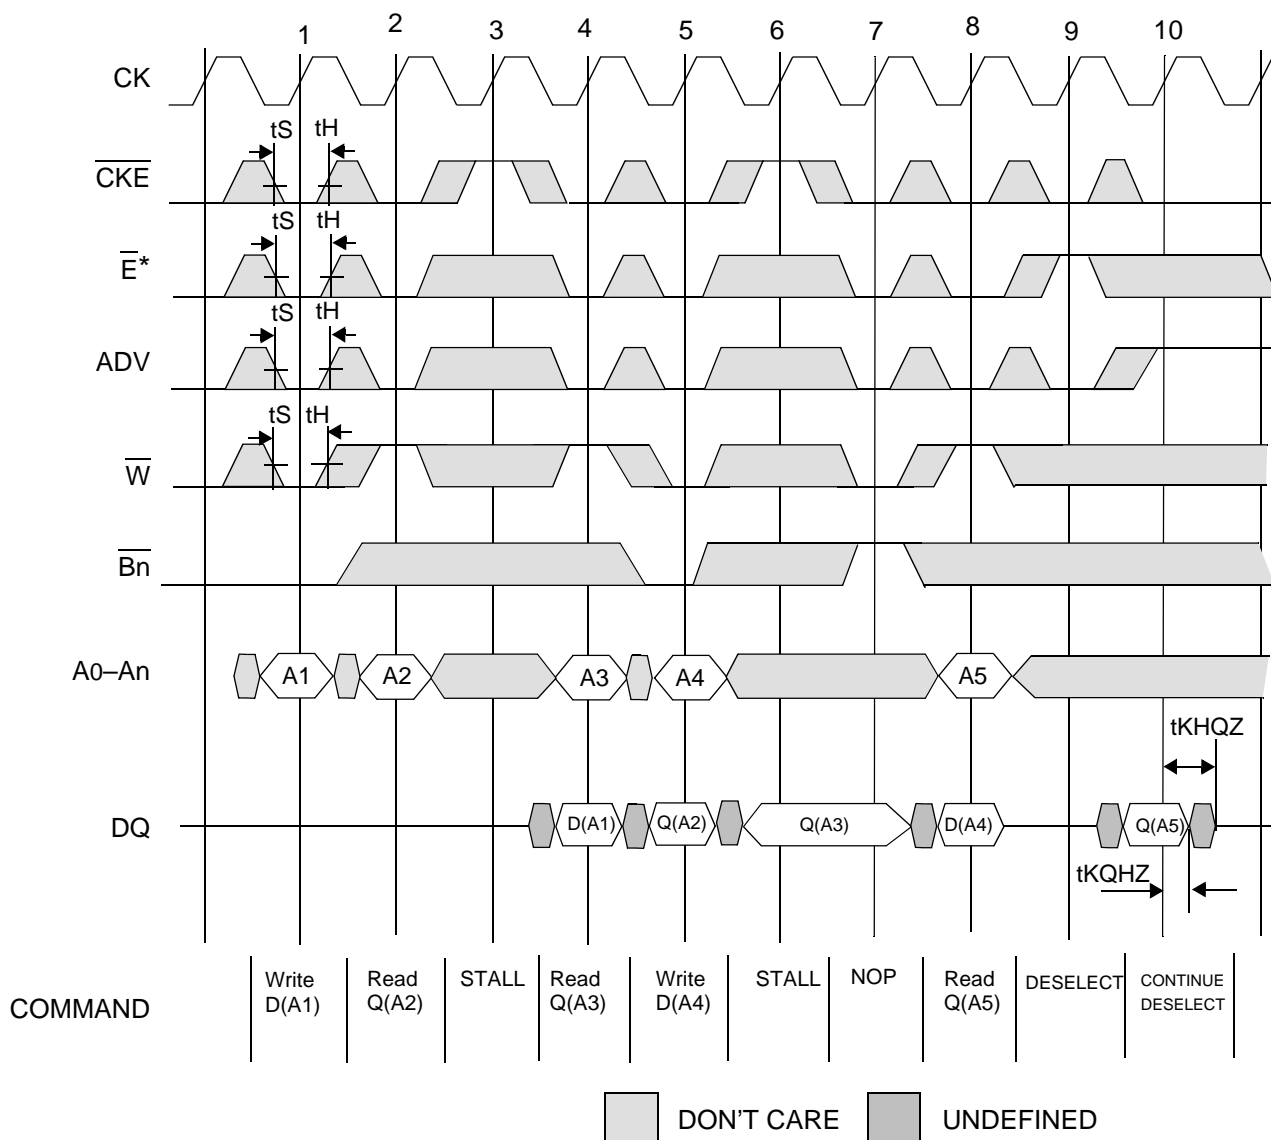 1 2 3 4 5 6 7 8 9 10
CK
tS tH
CKE
tS tH
E*
tS tH
ADV
tS tH
W
Bn
A0–An
A1 A2 A3 A4 A5
tKHQZ
DQ
D(A1) Q(A2) Q(A3) D(A4) Q(A5)
tKQHZ
COMMAND
Write D(A1)
Read Q(A2)
STALL
Read Q(A3)
Write D(A4)
STALL
NOP
Read Q(A5)
DESELECT
CONTINUE DESELECT
DON'T CARE
UNDEFINED